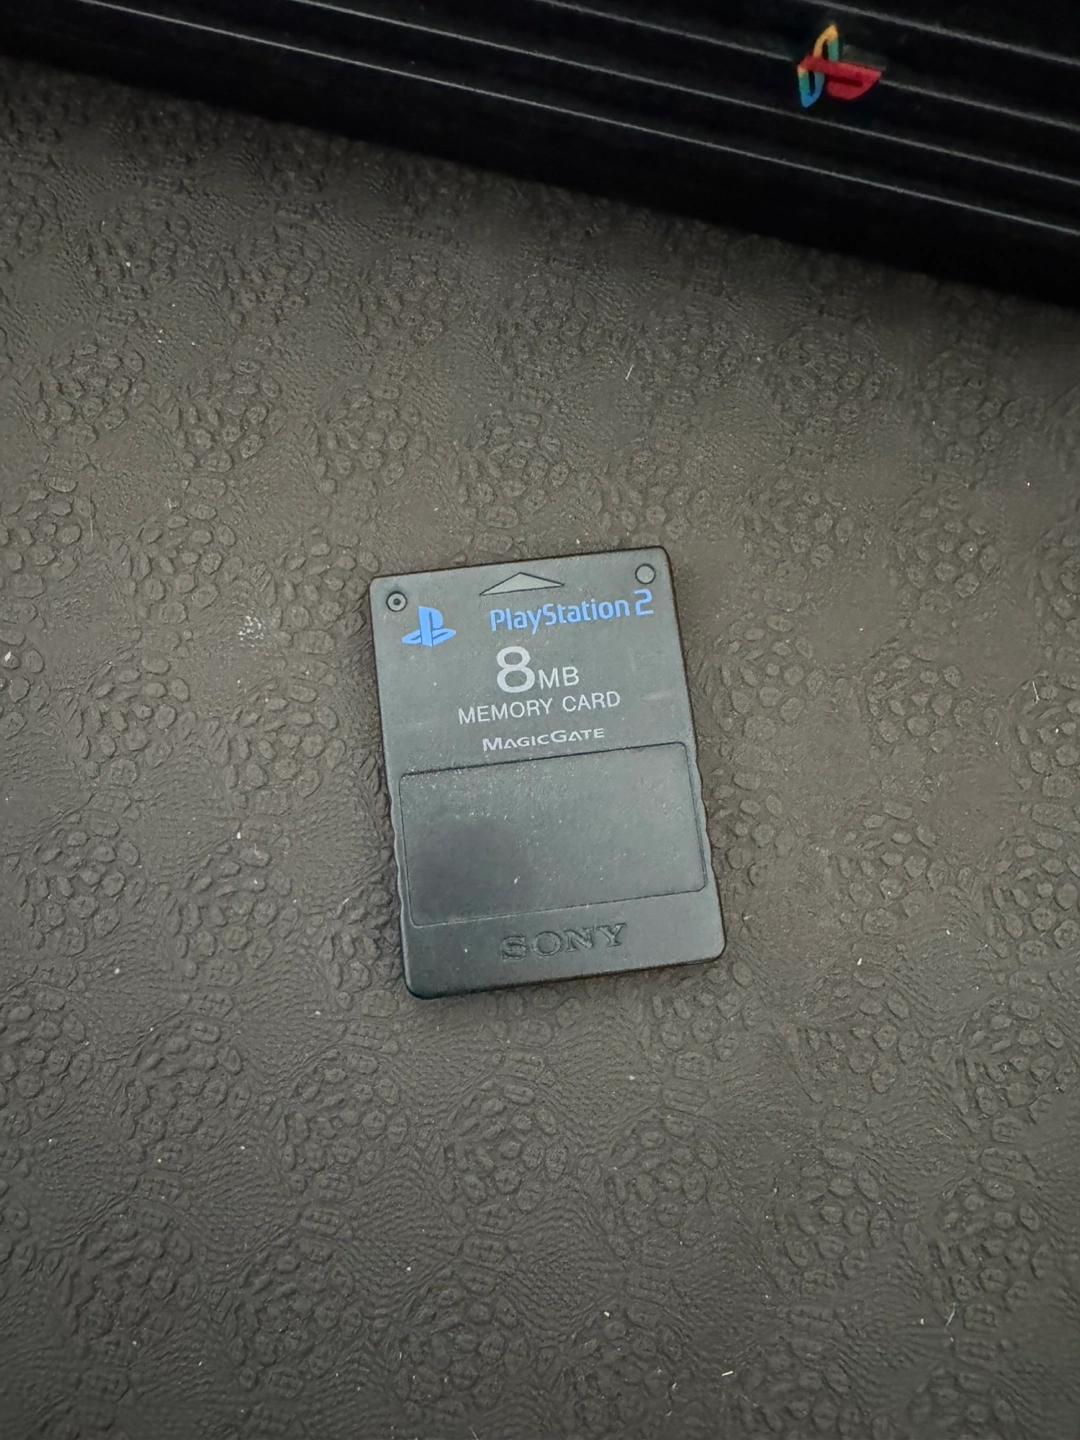 PlayStation 2
8MB
MEMORY CARD
MAGICGATE
SONY